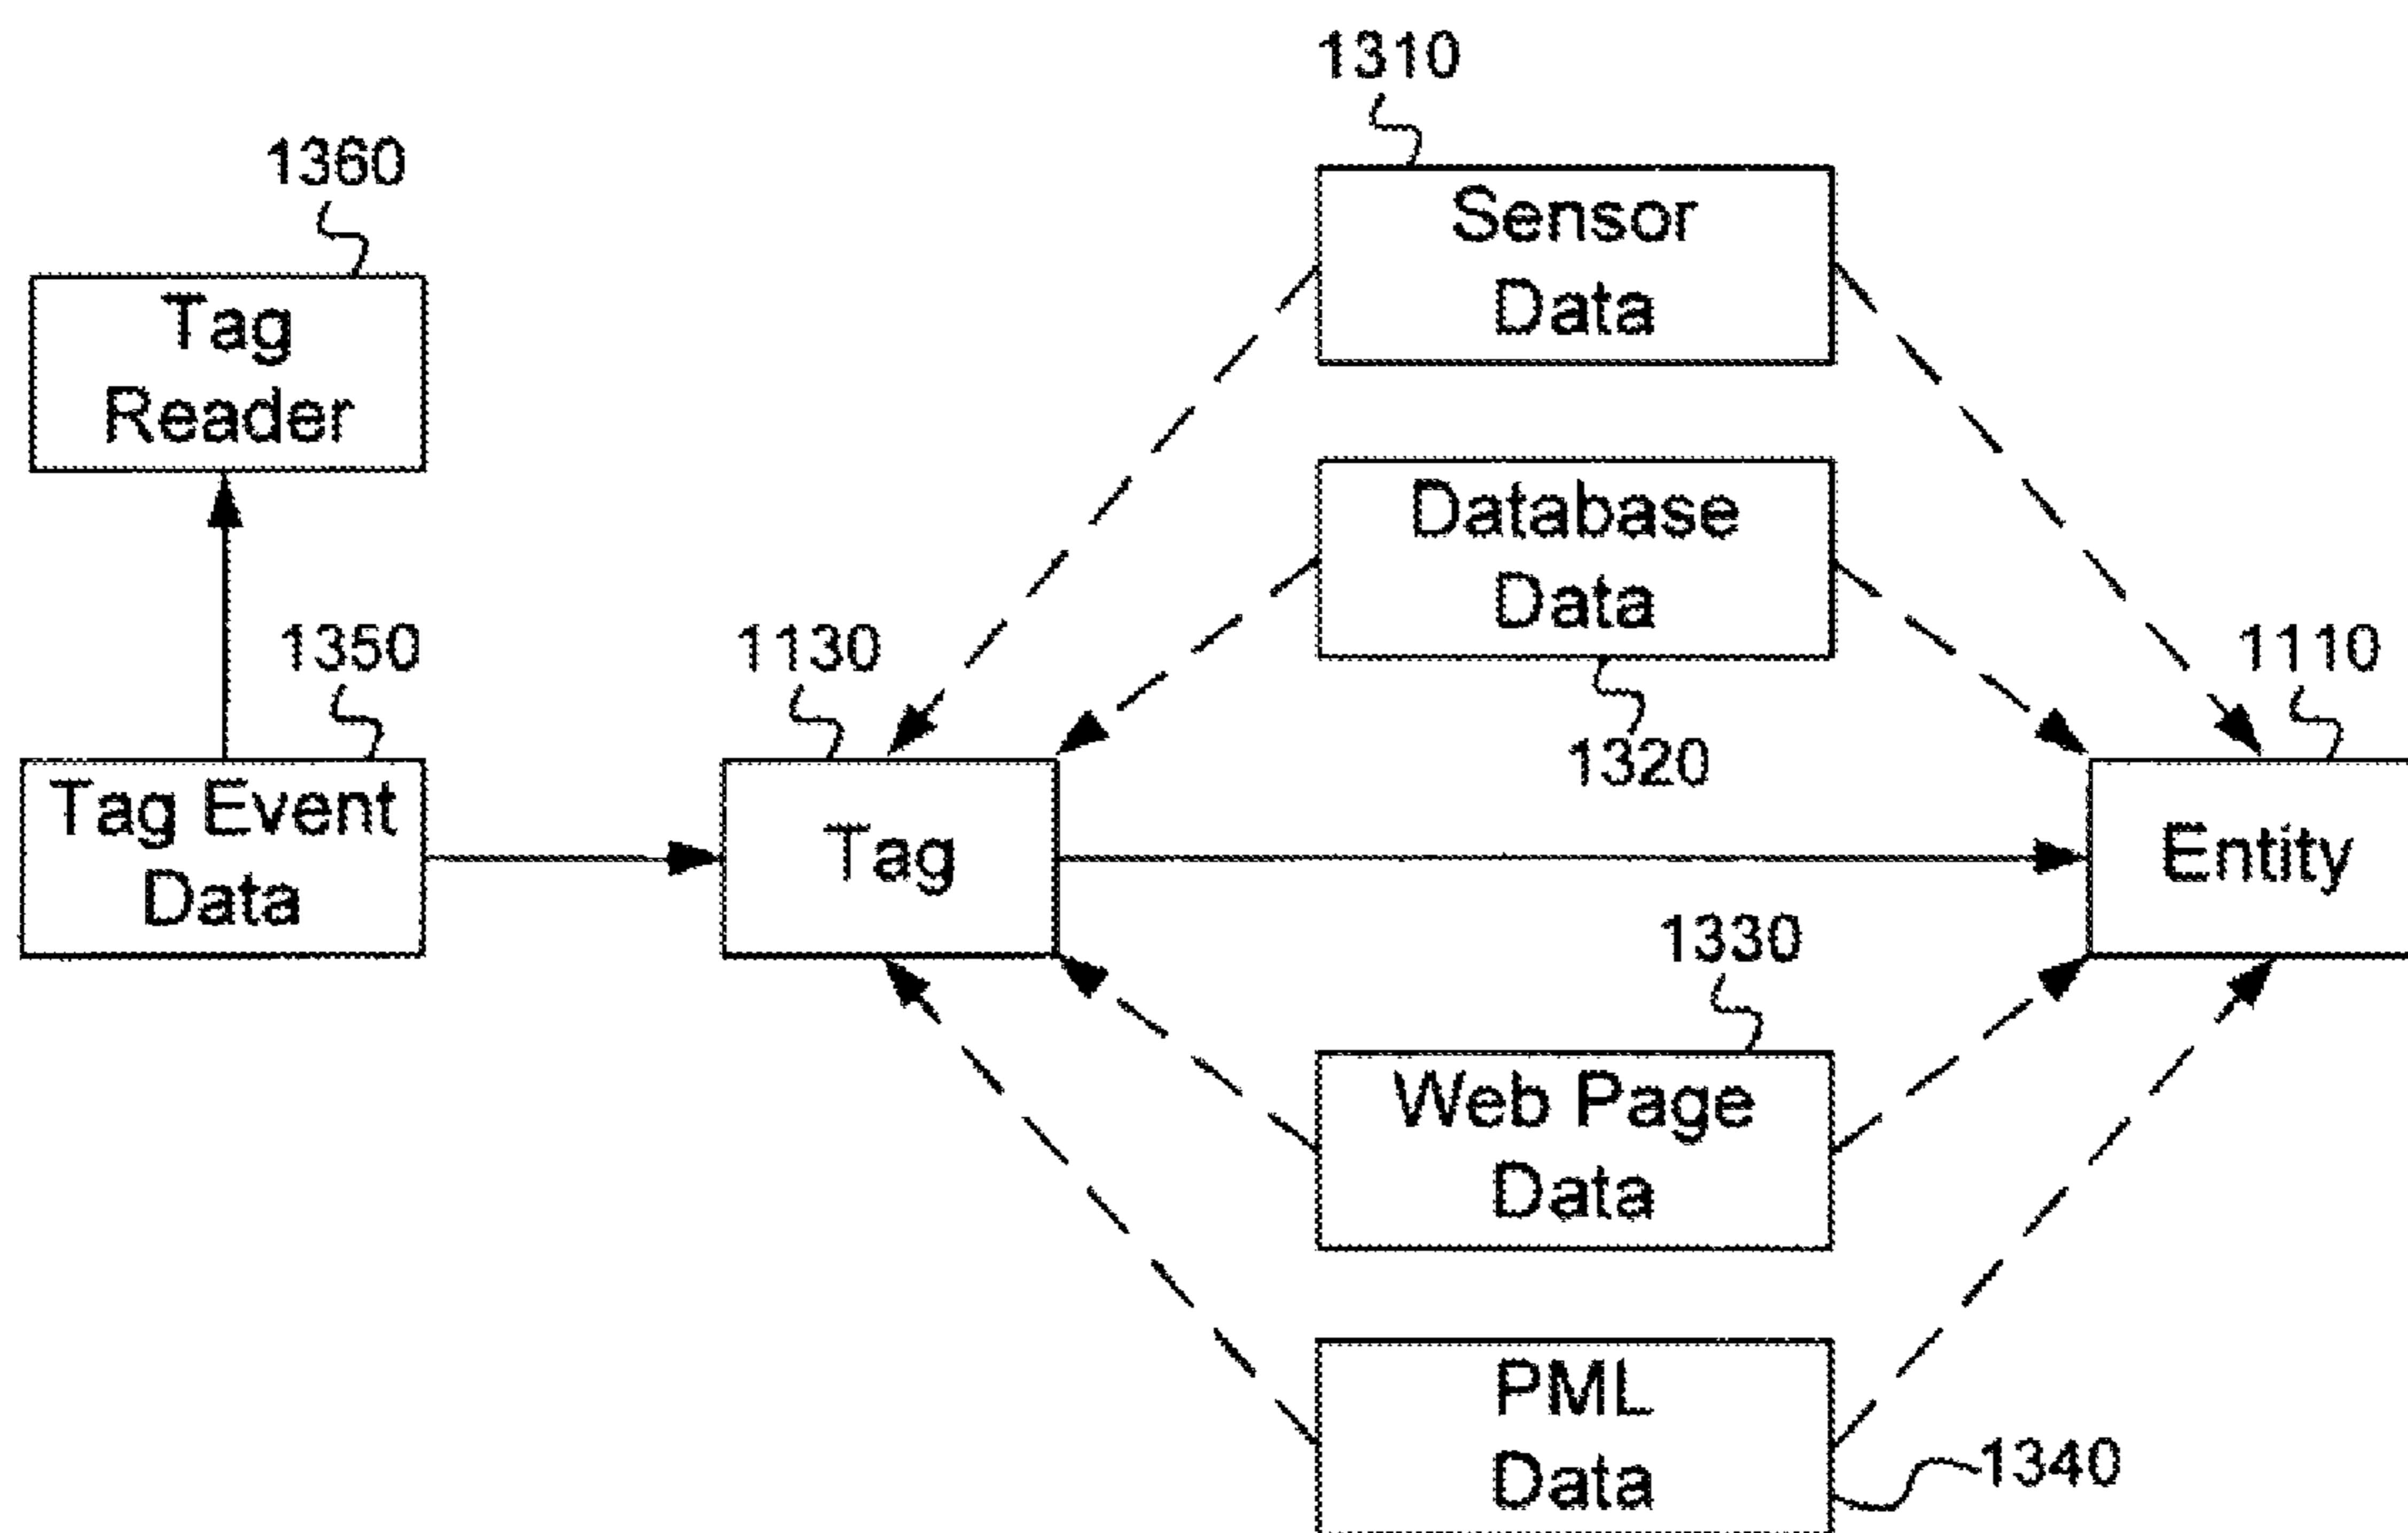 1310
1360
Sensor
Data
Tag
Reader
Database
Data
1350
1130
1110
1320
Tag Event
Data
Tag
Entity
1330
Web Page
Data
PML
Data
1340